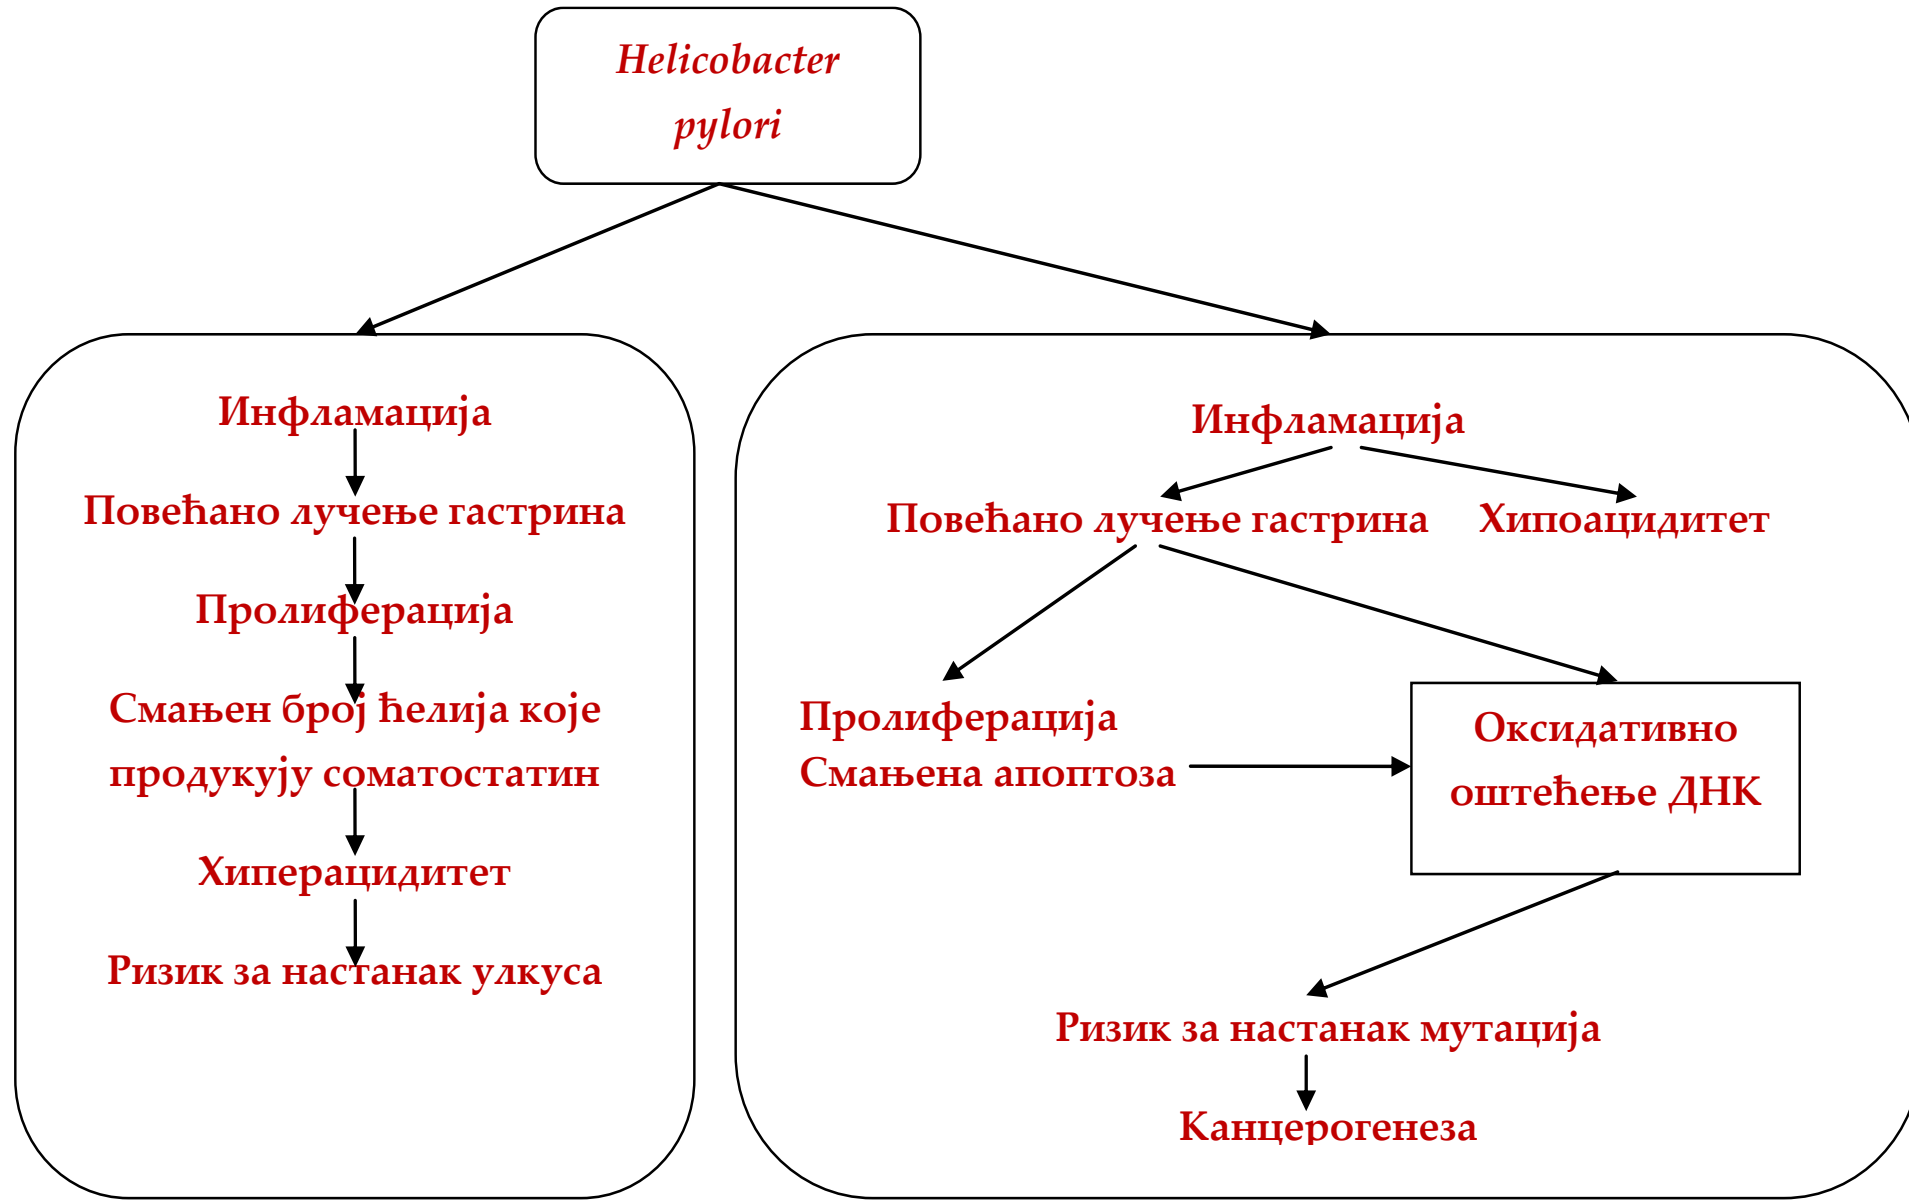 Helicobacter
pylori
Инфламација
Повећано лучење гастрина
Пролиферација
Смањен број ћелија које
продукују соматостатин
Хиперацидитет
Ризик за настанак улкуса
Инфламација
Повећано лучење гастрина
Хипоацидитет
Пролиферација
Смањена апоптоза
Оксидативно
оштећење ДНК
Ризик за настанак мутација
Канцерогенеза